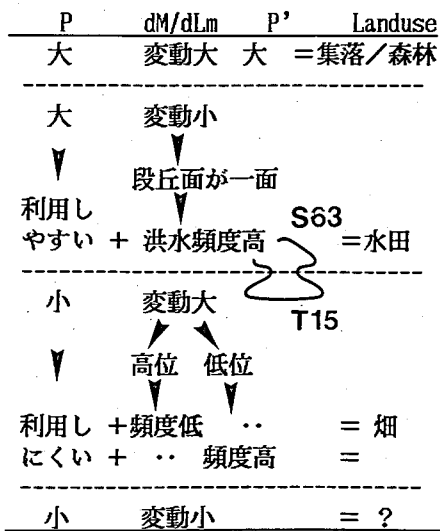 P dM/dLm P’ Landuse
大 変動大 大 =集落/森林
大 変動小
段丘面が一面
利用し
やすい + 洪水頻度高 =水田
S63
T15
小 変動大
高位 低位
利用し +頻度低 ‥ = 畑
にくい + ‥ 頻度高 =
小 変動小 = ?